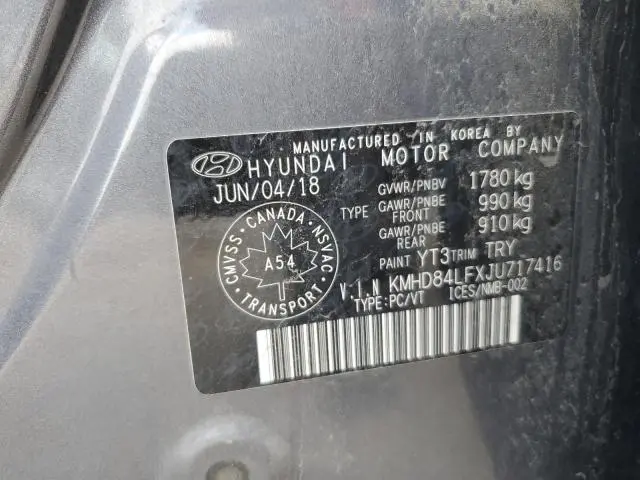 MANUFACTURED IN KOREA BY
HYUNDAI MOTOR COMPANY
JUN/04/18
GVWR/PNBV 1780 kg
TYPE GAWR/PNBE FRONT 990 kg
GAWR/PNBE REAR 910 kg
PAINT YT3 TRIM TRY
CANADA
CMVSS · NSVAC
A54
TRANSPORT
V.I.N KMHD84LFXJU717416
TYPE:PC/VT ICES/NMB-002